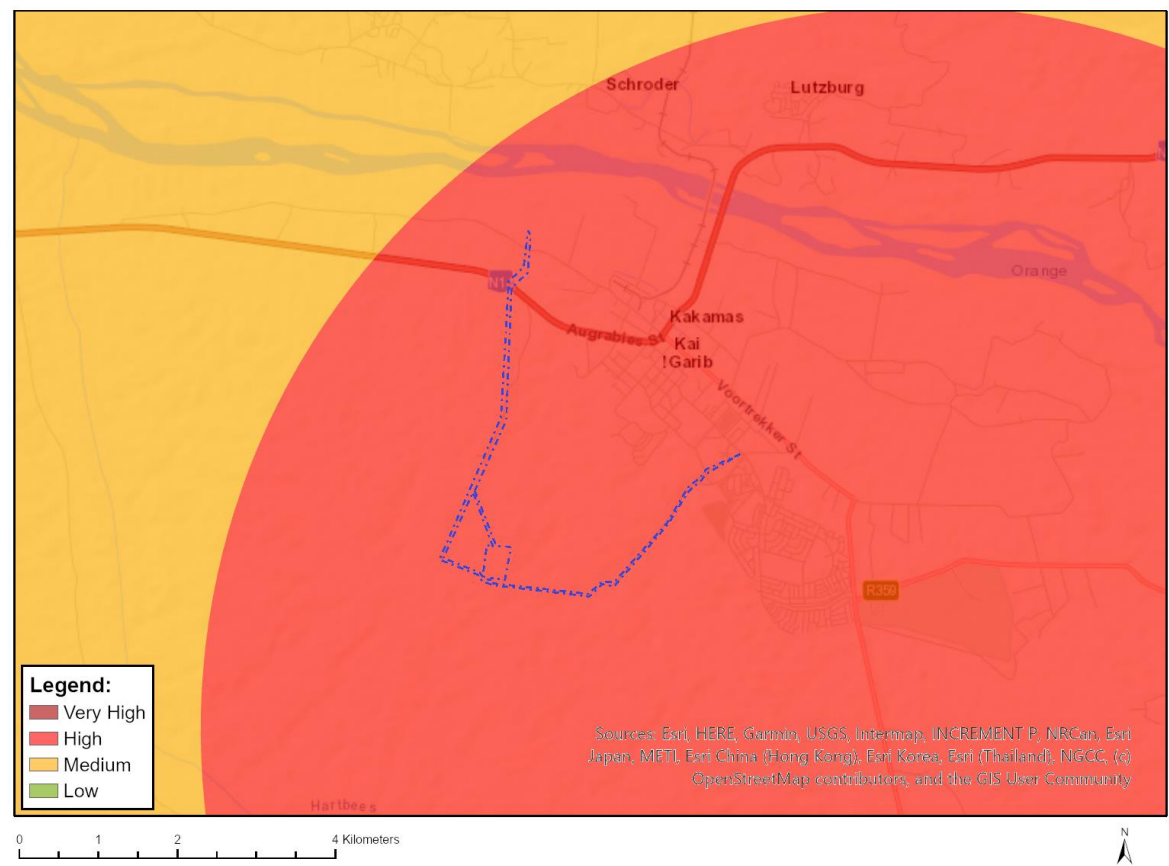 Schroder
Lutzburg
Orange
N1
Kakamas
Augrabies St
Kai
!Garib
Voortrekker St
R359
Legend:
Very High
High
Medium
Low
Sources: Esri, HERE, Garmin, USGS, Intermap, INCREMENT P, NRCan, Esri
Japan, METI, Esri China (Hong Kong), Esri Korea, Esri (Thailand), NGCC, (c)
OpenStreetMap contributors, and the GIS User Community
Hartbees
0 1 2 4 Kilometers
N